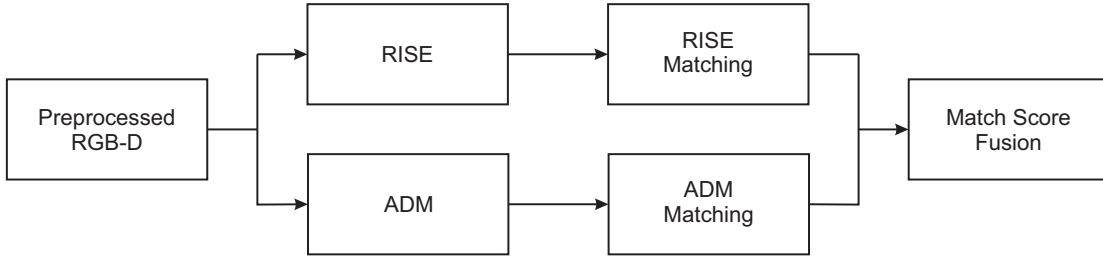 Preprocessed
RGB-D
RISE
RISE
Matching
ADM
ADM
Matching
Match Score
Fusion